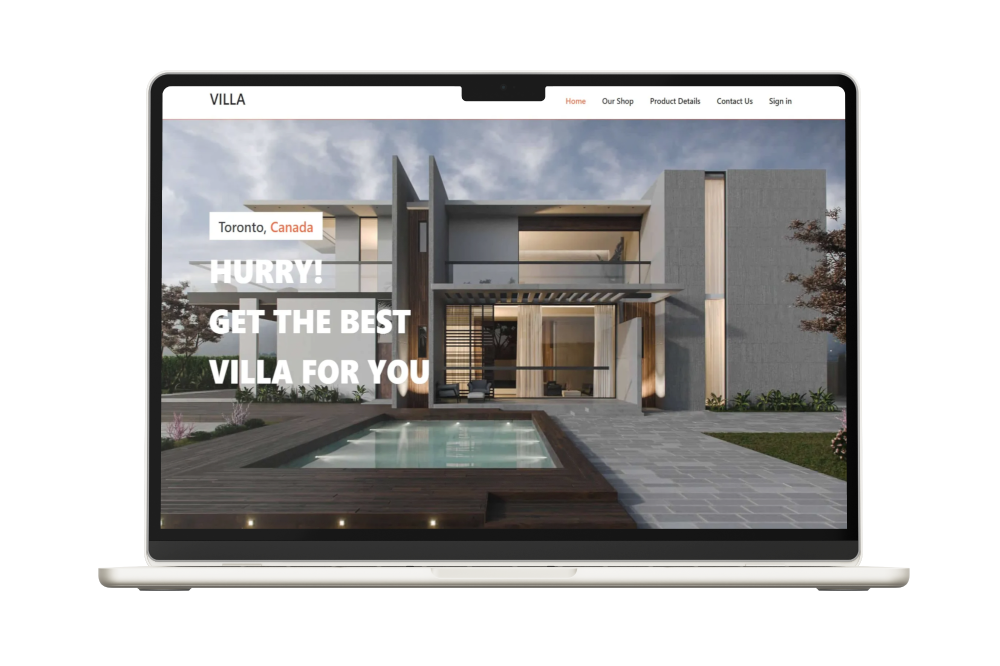 VILLA
Home Our Shop Product Details Contact Us Sign in
Toronto, Canada
HURRY!
GET THE BEST
VILLA FOR YOU